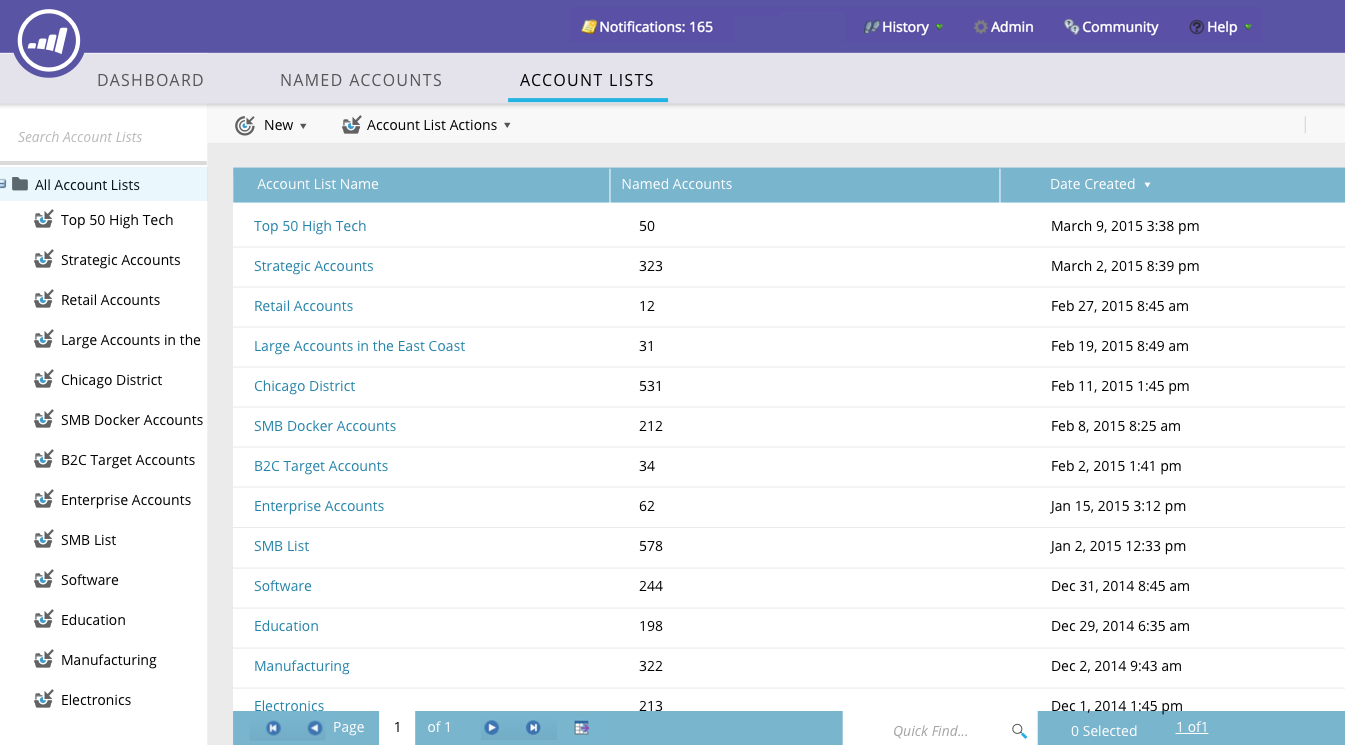 Notifications: 165 History Admin Community Help
DASHBOARD NAMED ACCOUNTS ACCOUNT LISTS
Search Account Lists
New Account List Actions
All Account Lists
Top 50 High Tech
Strategic Accounts
Retail Accounts
Large Accounts in the
Chicago District
SMB Docker Accounts
B2C Target Accounts
Enterprise Accounts
SMB List
Software
Education
Manufacturing
Electronics
Account List Name Named Accounts Date Created
Top 50 High Tech 50 March 9, 2015 3:38 pm
Strategic Accounts 323 March 2, 2015 8:39 pm
Retail Accounts 12 Feb 27, 2015 8:45 am
Large Accounts in the East Coast 31 Feb 19, 2015 8:49 am
Chicago District 531 Feb 11, 2015 1:45 pm
SMB Docker Accounts 212 Feb 8, 2015 8:25 am
B2C Target Accounts 34 Feb 2, 2015 1:41 pm
Enterprise Accounts 62 Jan 15, 2015 3:12 pm
SMB List 578 Jan 2, 2015 12:33 pm
Software 244 Dec 31, 2014 8:45 am
Education 198 Dec 29, 2014 6:35 am
Manufacturing 322 Dec 2, 2014 9:43 am
Electronics 213 Dec 1, 2014 1:45 pm
Page 1 of 1 Quick Find... 0 Selected 1 of1